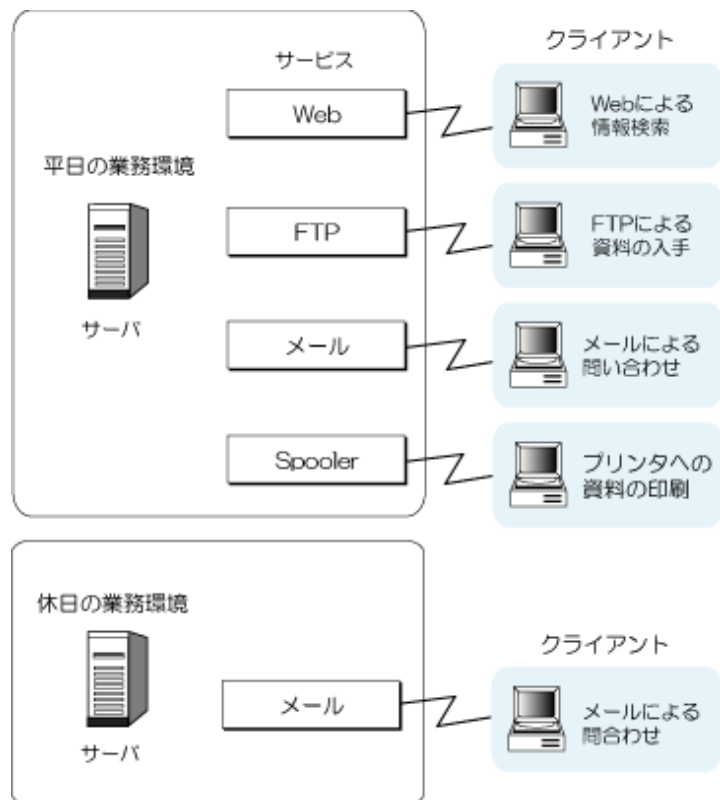 サービス
クライアント
Web
Webによる
情報検索
平日の業務環境
FTP
FTPによる
資料の入手
サーバ
メール
メールによる
問い合わせ
Spooler
プリンタへの
資料の印刷
休日の業務環境
クライアント
メール
メールによる
問合わせ
サーバ